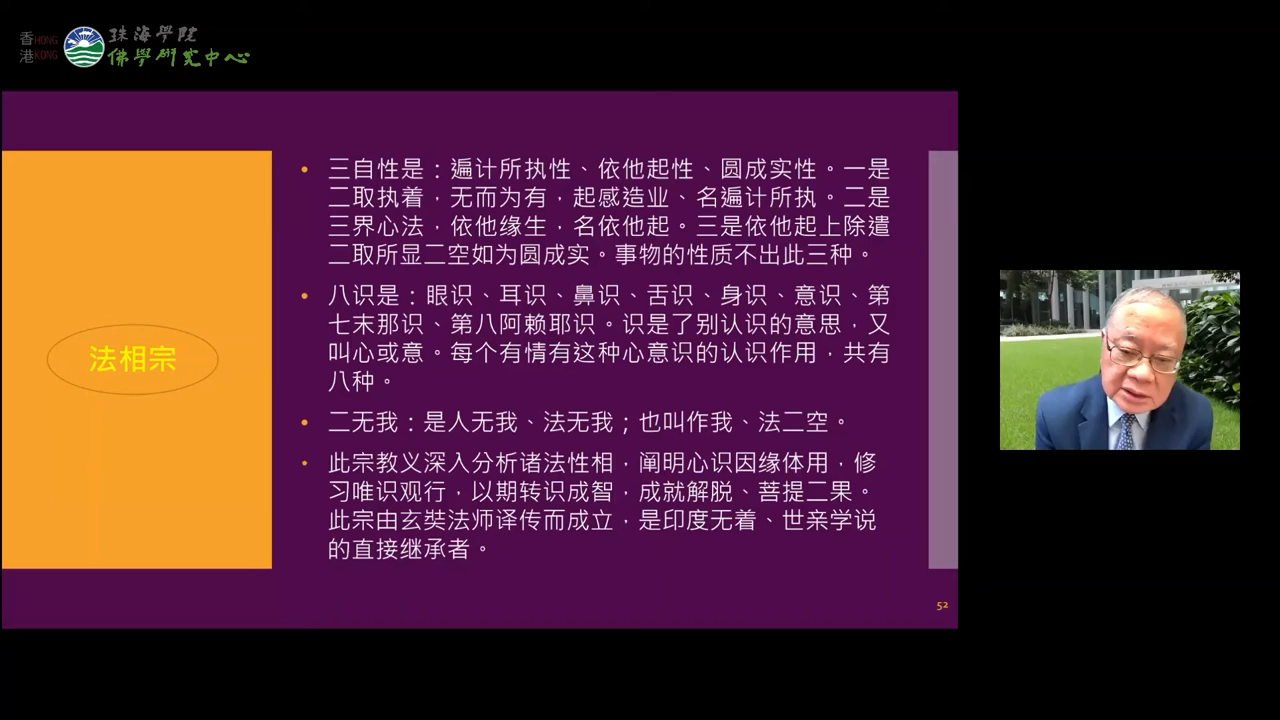 香 HONG
港 KONG
珠海學院
佛學研究中心
法相宗
• 三自性是：遍计所执性、依他起性、圆成实性。一是
二取执着，无而为有，起惑造业、名遍计所执。二是
三界心法，依他缘生，名依他起。三是依他起上除遣
二取所显二空如为圆成实。事物的性质不出此三种。
• 八识是：眼识、耳识、鼻识、舌识、身识、意识、第
七末那识、第八阿赖耶识。识是了别认识的意思，又
叫心或意。每个有情有这种心意识的认识作用，共有
八种。
• 二无我：是人无我、法无我；也叫作我、法二空。
• 此宗教义深入分析诸法性相，阐明心识因缘体用，修
习唯识观行，以期转识成智，成就解脱、菩提二果。
此宗由玄奘法师译传而成立，是印度无着、世亲学说
的直接继承者。
52